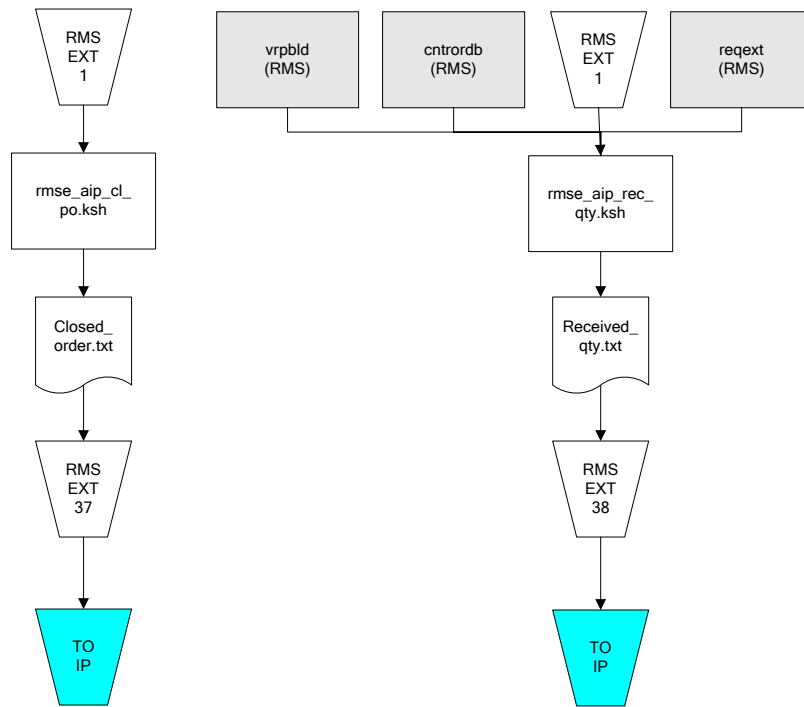 RMS
EXT
1
rmse_aip_cl_
po.ksh
Closed_
order.txt
RMS
EXT
37
TO
IP
vrpbld
(RMS)
cntrordb
(RMS)
RMS
EXT
1
reqext
(RMS)
rmse_aip_rec_
qty.ksh
Received_
qty.txt
RMS
EXT
38
TO
IP